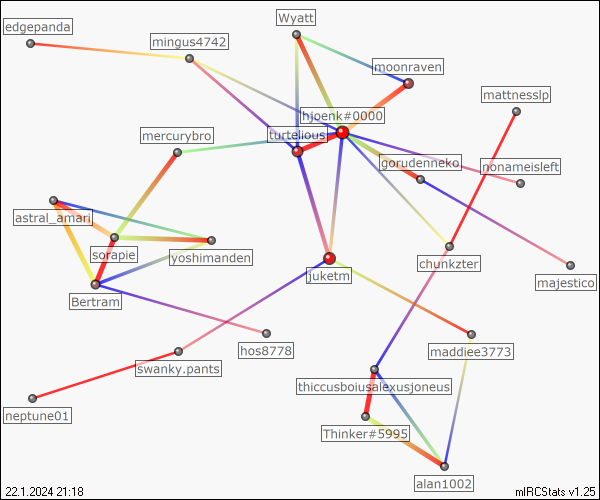 Wyatt
edgepanda
mingus4742
moonraven
mattnesslp
hjoenk#0000
mercurybro
turtelious
gorudenneko
nonameisleft
astral_amari
sorapie
yoshimanden
chunkzter
juketm
majestico
Bertram
hos8778
maddiee3773
swanky.pants
thiccusboiusalexusjoneus
neptune01
Thinker#5995
alan1002
22.1.2024 21:18
mIRCStats v1.25